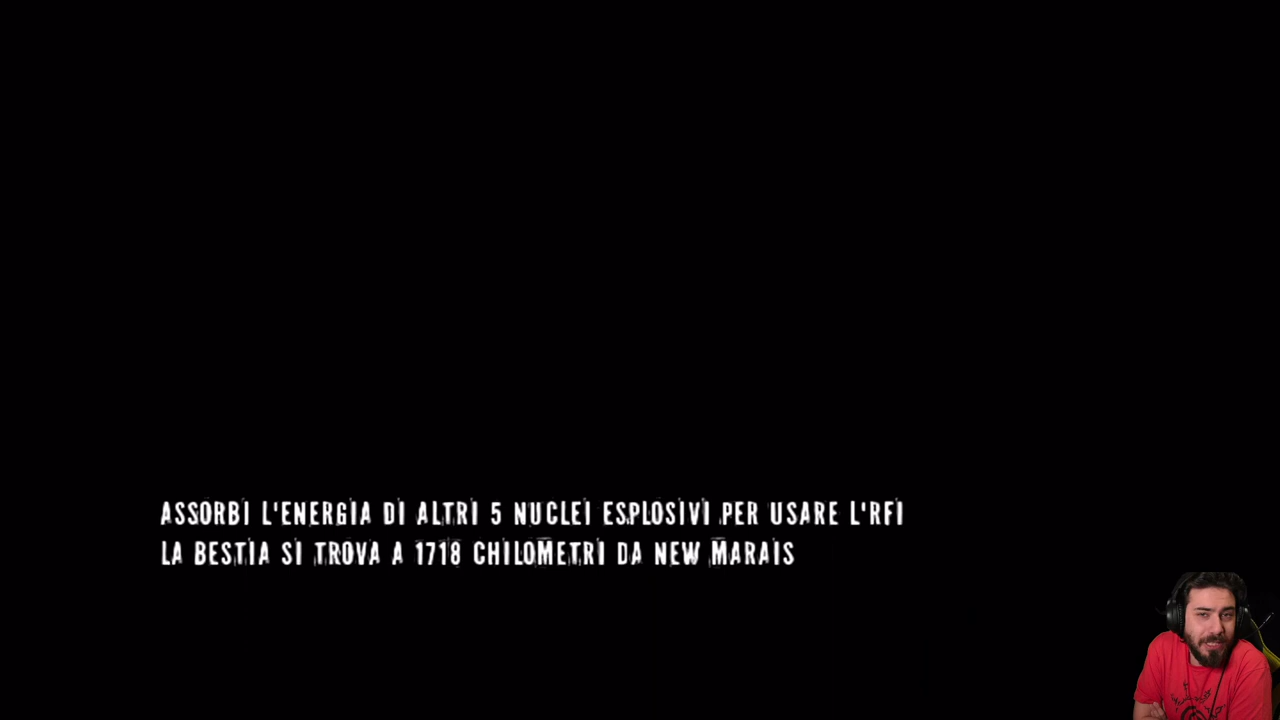 ASSORBI L'ENERGIA DI ALTRI 5 NUCLEI ESPLOSIVI PER USARE L'RFI
LA BESTIA SI TROVA A 1718 CHILOMETRI DA NEW MARAIS